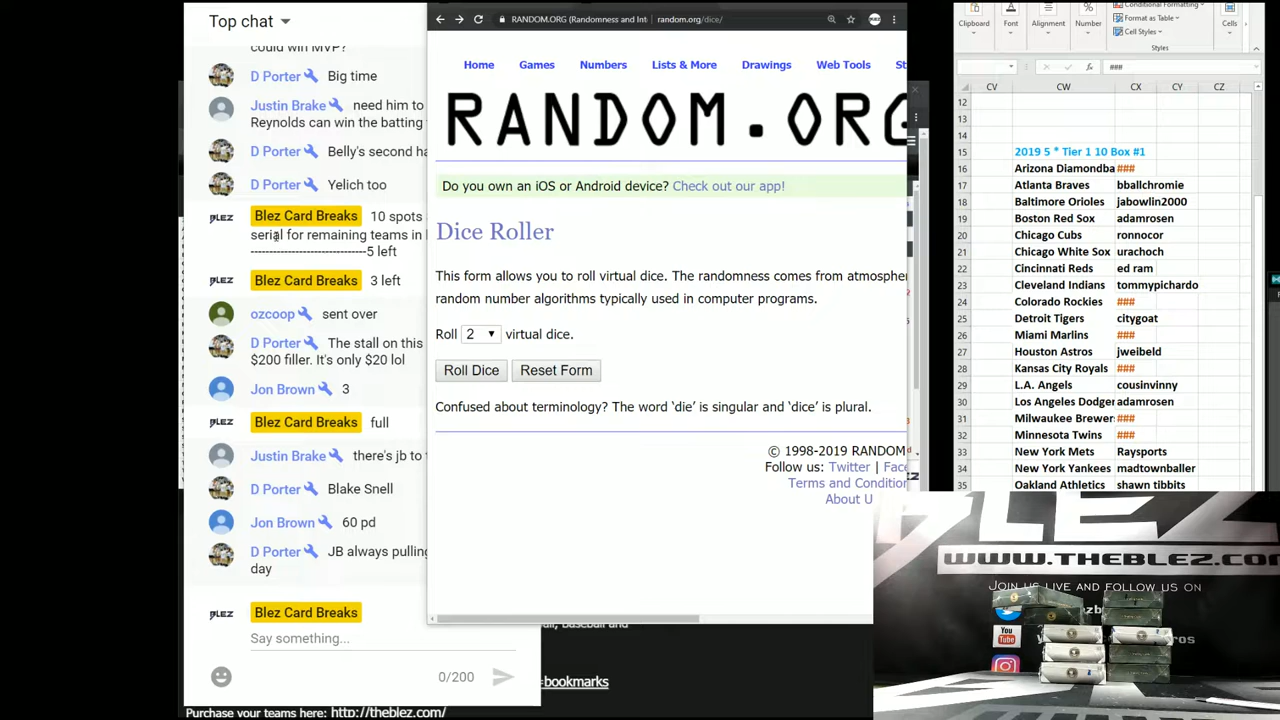 Top chat
could win MVP?
D Porter Big time
Justin Brake need him to
Reynolds can win the batting
D Porter Belly's second ha
D Porter Yelich too
BLEZ Blez Card Breaks 10 spots
serial for remaining teams in
------------------------------5 left
BLEZ Blez Card Breaks 3 left
ozcoop sent over
D Porter The stall on this
$200 filler. It's only $20 lol
Jon Brown 3
BLEZ Blez Card Breaks full
Justin Brake there's jb to
D Porter Blake Snell
Jon Brown 60 pd
D Porter JB always pulling
day
BLEZ Blez Card Breaks
Say something...
0/200
Purchase your teams here: http://theblez.com/
=bookmarks
RANDOM.ORG (Randomness and Int random.org/dice/
Home Games Numbers Lists & More Drawings Web Tools St
RANDOM.ORG
Do you own an iOS or Android device? Check out our app!
Dice Roller
This form allows you to roll virtual dice. The randomness comes from atmospher
random number algorithms typically used in computer programs.
Roll 2 virtual dice.
Roll Dice Reset Form
Confused about terminology? The word ‘die’ is singular and ‘dice’ is plural.
© 1998-2019 RANDOM
Follow us: Twitter | Face
Terms and Condition
About U
Clipboard Font Alignment Number Conditional Formatting
Format as Table
Cell Styles
Cells
Styles
fx ###
CV CW CX CY CZ
12
13
14
15 2019 5 * Tier 1 10 Box #1
16 Arizona Diamondba ###
17 Atlanta Braves bballchromie
18 Baltimore Orioles jabowlin2000
19 Boston Red Sox adamrosen
20 Chicago Cubs ronnocor
21 Chicago White Sox urachoch
22 Cincinnati Reds ed ram
23 Cleveland Indians tommypichardo
24 Colorado Rockies ###
25 Detroit Tigers citygoat
26 Miami Marlins ###
27 Houston Astros jweibeld
28 Kansas City Royals ###
29 L.A. Angels cousinvinny
30 Los Angeles Dodger adamrosen
31 Milwaukee Brewer ###
32 Minnesota Twins ###
33 New York Mets Raysports
34 New York Yankees madtownballer
35 Oakland Athletics shawn tibbits
BLEZ
WWW.THEBLEZ.COM
JOIN US LIVE AND FOLLOW US ON
You
Tube